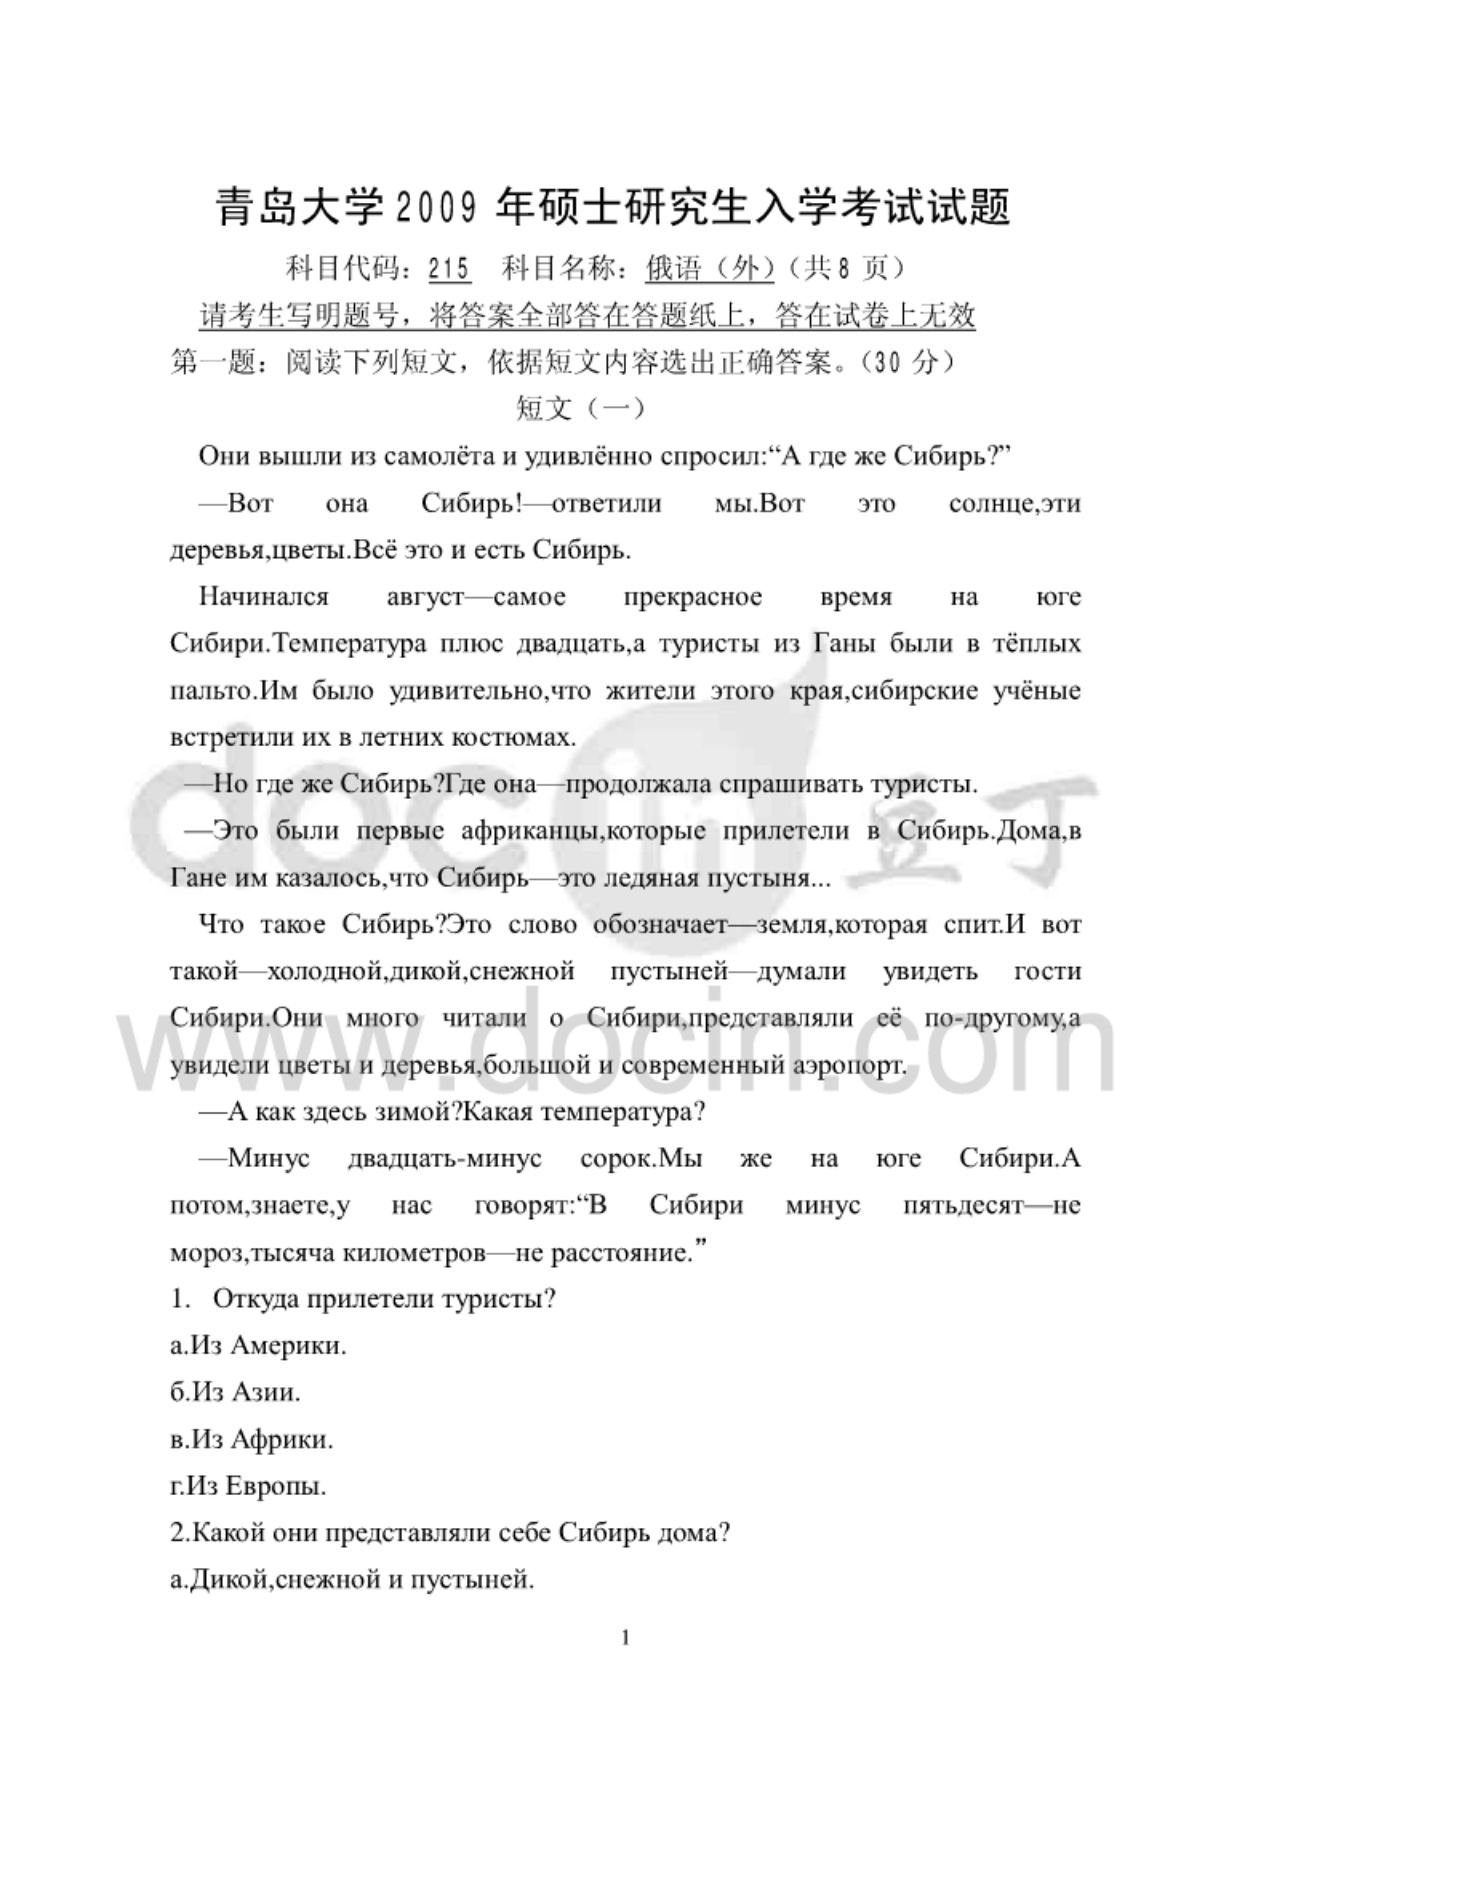 青岛大学2009 年硕士研究生入学考试试题
科目代码：215 科目名称：俄语（外）（共8 页）
请考生写明题号，将答案全部答在答题纸上，答在试卷上无效
第一题：阅读下列短文，依据短文内容选出正确答案。（30 分）
短文（一）
Они вышли из самолёта и удивлённо спросил:“А где же Сибирь?”
—Вот она Сибирь!—ответили мы.Вот это солнце,эти
деревья,цветы.Всё это и есть Сибирь.
Начинался август—самое прекрасное время на юге
Сибири.Температура плюс двадцать,а туристы из Ганы были в тёплых
пальто.Им было удивительно,что жители этого края,сибирские учёные
встретили их в летних костюмах.
—Но где же Сибирь?Где она—продолжала спрашивать туристы.
—Это были первые африканцы,которые прилетели в Сибирь.Дома,в
Гане им казалось,что Сибирь—это ледяная пустыня...
Что такое Сибирь?Это слово обозначает—земля,которая спит.И вот
такой—холодной,дикой,снежной пустыней—думали увидеть гости
Сибири.Они много читали о Сибири,представляли её по-другому,а
увидели цветы и деревья,большой и современный аэропорт.
—А как здесь зимой?Какая температура?
—Минус двадцать-минус сорок.Мы же на юге Сибири.А
потом,знаете,у нас говорят:“В Сибири минус пятьдесят—не
мороз,тысяча километров—не расстояние.”
1. Откуда прилетели туристы?
а.Из Америки.
б.Из Азии.
в.Из Африки.
г.Из Европы.
2.Какой они представляли себе Сибирь дома?
а.Дикой,снежной и пустыней.
1
docin 豆丁
www.docin.com